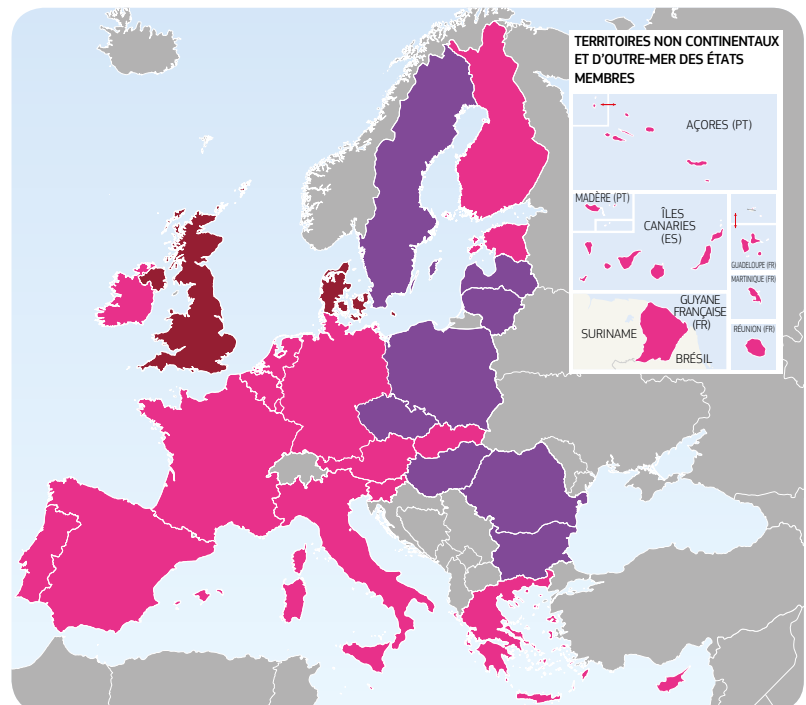 TERRITOIRES NON CONTINENTAUX
ET D'OUTRE-MER DES ÉTATS
MEMBRES
AÇORES (PT)
MADÈRE (PT)
ÎLES
CANARIES
(ES)
GUADELOUPE (FR)
MARTINIQUE (FR)
GUYANE
FRANÇAISE
(FR)
SURINAME
BRÉSIL
RÉUNION (FR)